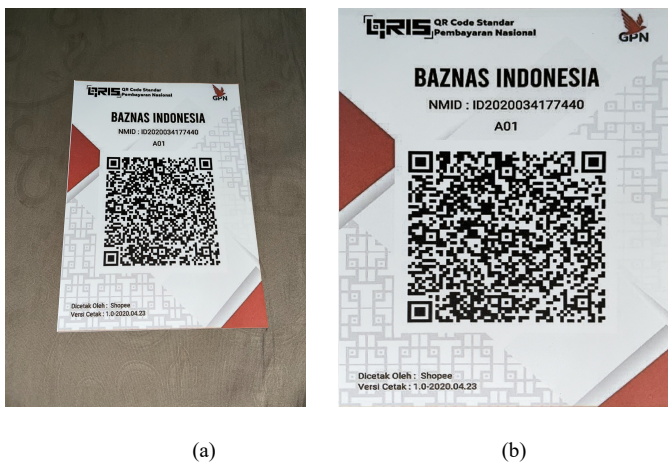 QRIS QR Code Standar
Pembayaran Nasional
GPN
BAZNAS INDONESIA
NMID : ID2020034177440
A01
Dicetak Oleh : Shopee
Versi Cetak : 1.0-2020.04.23
(a)
QRIS QR Code Standar
Pembayaran Nasional
GPN
BAZNAS INDONESIA
NMID : ID2020034177440
A01
Dicetak Oleh : Shopee
Versi Cetak : 1.0-2020.04.23
(b)